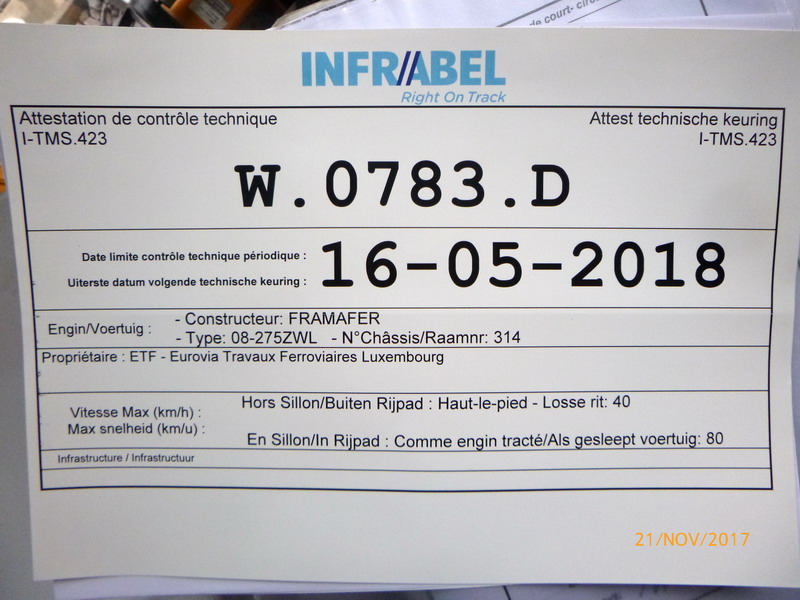 de court- circ
INFRABEL
Right On Track
Attestation de contrôle technique
I-TMS.423
Attest technische keuring
I-TMS.423
W.0783.D
Date limite contrôle technique périodique :
Uiterste datum volgende technische keuring :
16-05-2018
Engin/Voertuig :
- Constructeur: FRAMAFER
- Type: 08-275ZWL - N°Châssis/Raamnr: 314
Propriétaire : ETF - Eurovia Travaux Ferroviaires Luxembourg
Vitesse Max (km/h) :
Max snelheid (km/u) :
Hors Sillon/Buiten Rijpad : Haut-le-pied - Losse rit: 40
En Sillon/In Rijpad : Comme engin tracté/Als gesleept voertuig: 80
Infrastructure / Infrastructuur
21/NOV/2017